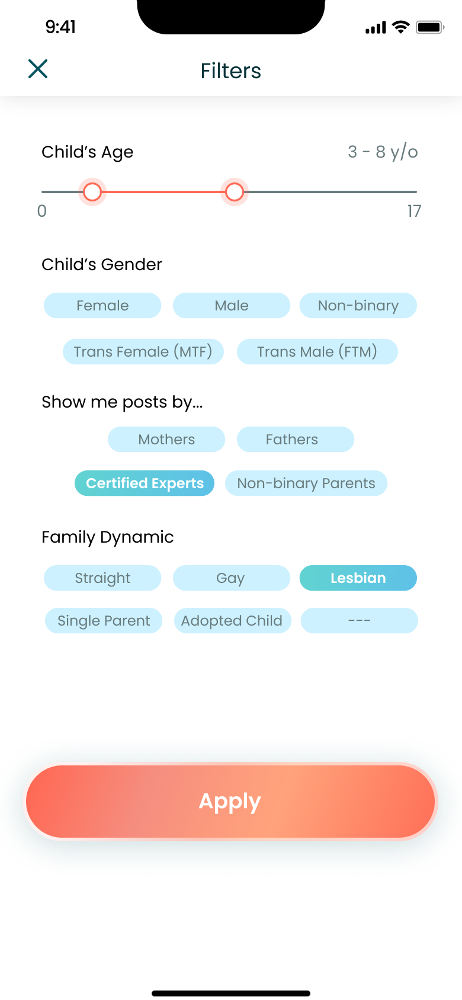 9:41
Filters
Child’s Age 3 - 8 y/o
0 17
Child’s Gender
Female Male Non-binary
Trans Female (MTF) Trans Male (FTM)
Show me posts by...
Mothers Fathers
Certified Experts Non-binary Parents
Family Dynamic
Straight Gay Lesbian
Single Parent Adopted Child ---
Apply